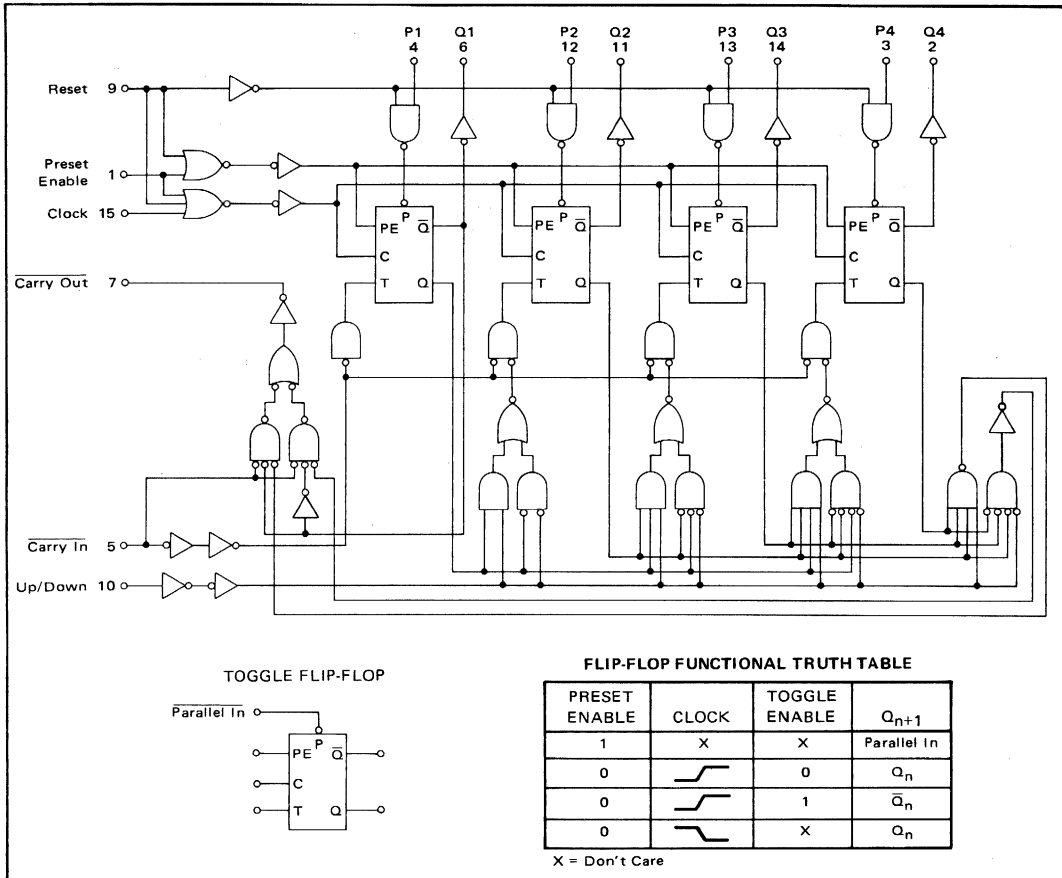 P1 Q1 P2 Q2 P3 Q3 P4 Q4
4 6 12 11 13 14 3 2
Reset 9
Preset
Enable 1
Clock 15
P P P P
PE Q̅ PE Q̅ PE Q̅ PE Q̅
C C C C
T Q T Q T Q T Q
Carry Out 7
Carry In 5
Up/Down 10
TOGGLE FLIP-FLOP
Parallel In
P
PE Q̅
C
T Q
FLIP-FLOP FUNCTIONAL TRUTH TABLE
PRESET ENABLE CLOCK TOGGLE ENABLE Qn+1
1 X X Parallel In
0 0 Qn
0 1 Q̅n
0 X Qn
X = Don't Care